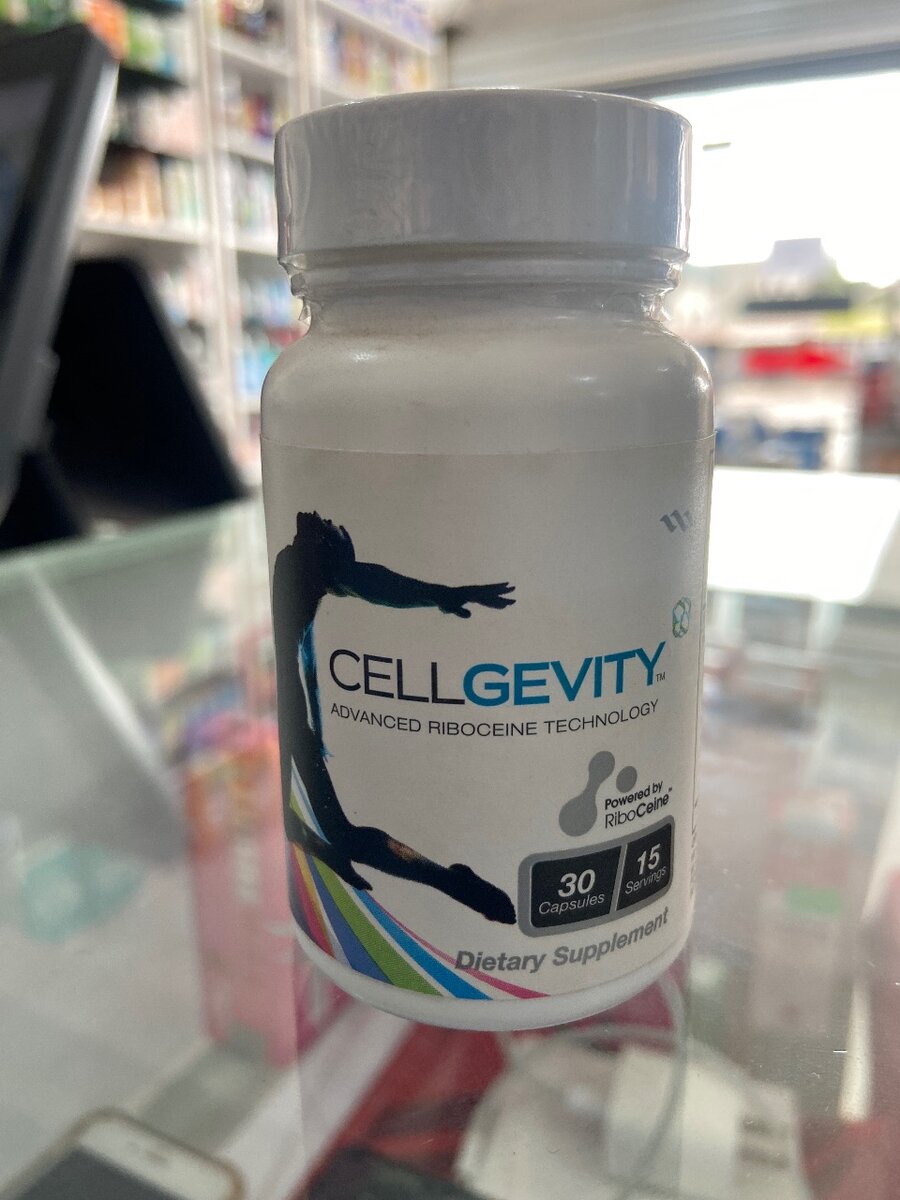 CELLGEVITY™
ADVANCED RIBOCEINE TECHNOLOGY
Powered by
RiboCeine™
30
Capsules
15
Servings
Dietary Supplement